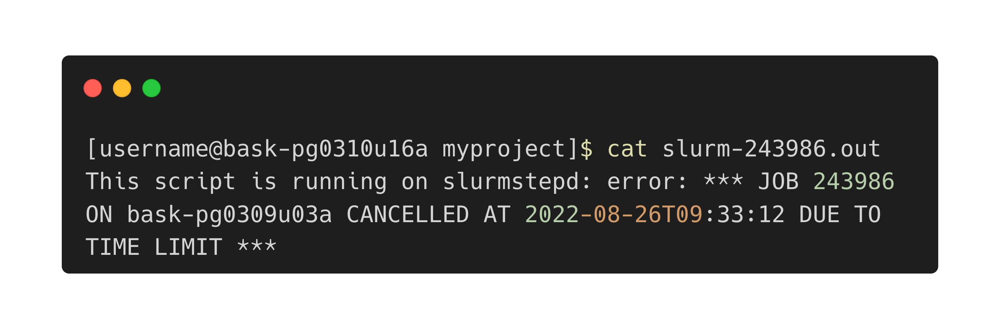 [username@bask-pg0310u16a myproject]$ cat slurm-243986.out
This script is running on slurmstepd: error: *** JOB 243986
ON bask-pg0309u03a CANCELLED AT 2022-08-26T09:33:12 DUE TO
TIME LIMIT ***